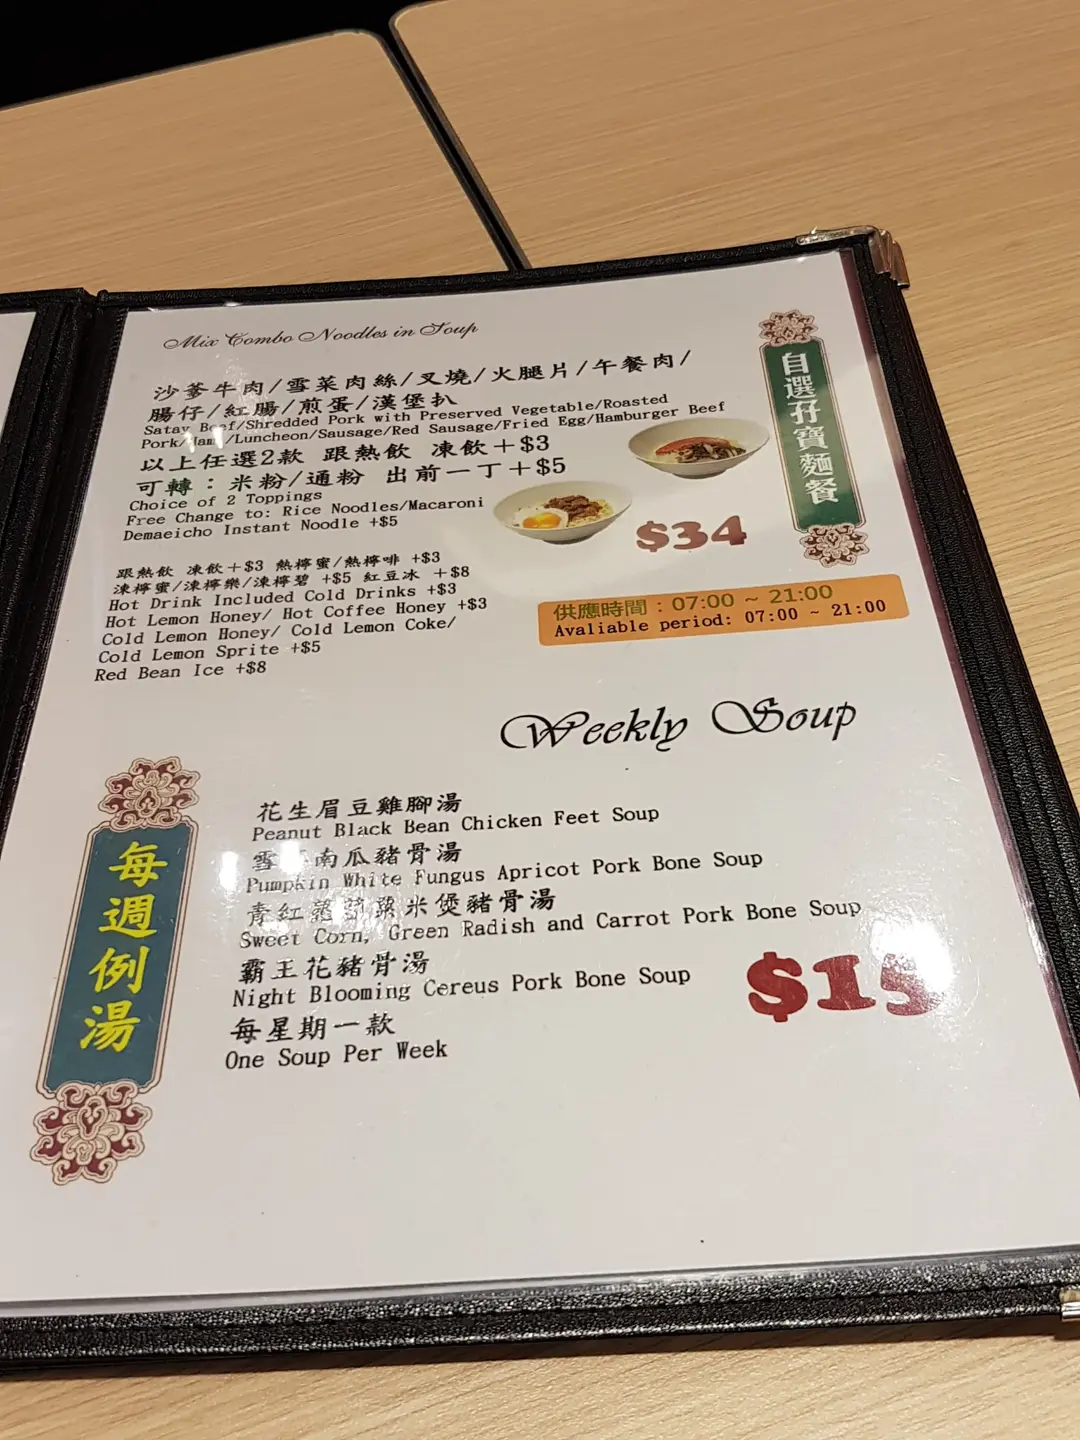 Mix Combo Noodles in Soup
沙爹牛肉/雪菜肉絲/叉燒/火腿片/午餐肉/
腸仔/紅腸/煎蛋/漢堡扒
Satay Beef/Shredded Pork with Preserved Vegetable/Roasted
Pork/Ham/Luncheon/Sausage/Red Sausage/Fried Egg/Hamburger Beef
以上任選2款 跟熱飲 凍飲+$3
可轉：米粉/通粉 出前一丁+$5
Choice of 2 Toppings
Free Change to: Rice Noodles/Macaroni
Demaeicho Instant Noodle +$5
$34
自選孖寶麵餐
跟熱飲 凍飲+$3 熱檸蜜/熱檸啡 +$3
凍檸蜜/凍檸樂/凍檸碧 +$5 紅豆冰 +$8
Hot Drink Included Cold Drinks +$3
Hot Lemon Honey/ Hot Coffee Honey +$3
Cold Lemon Honey/ Cold Lemon Coke/
Cold Lemon Sprite +$5
Red Bean Ice +$8
供應時間：07:00 ~ 21:00
Avaliable period: 07:00 ~ 21:00
Weekly Soup
每週例湯
花生眉豆雞腳湯
Peanut Black Bean Chicken Feet Soup
雪 南瓜豬骨湯
Pumpkin White Fungus Apricot Pork Bone Soup
青紅 粟米煲豬骨湯
Sweet Corn, Green Radish and Carrot Pork Bone Soup
霸王花豬骨湯
Night Blooming Cereus Pork Bone Soup
每星期一款
One Soup Per Week
$15